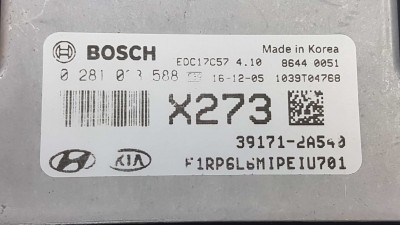 BOSCH EDC17C57 4.10 Made in Korea
8644 0051
0 281 033 588 16-12-05 1039T04768
X273
39171-2A540
KIA F1RP6L6MIPEIU701